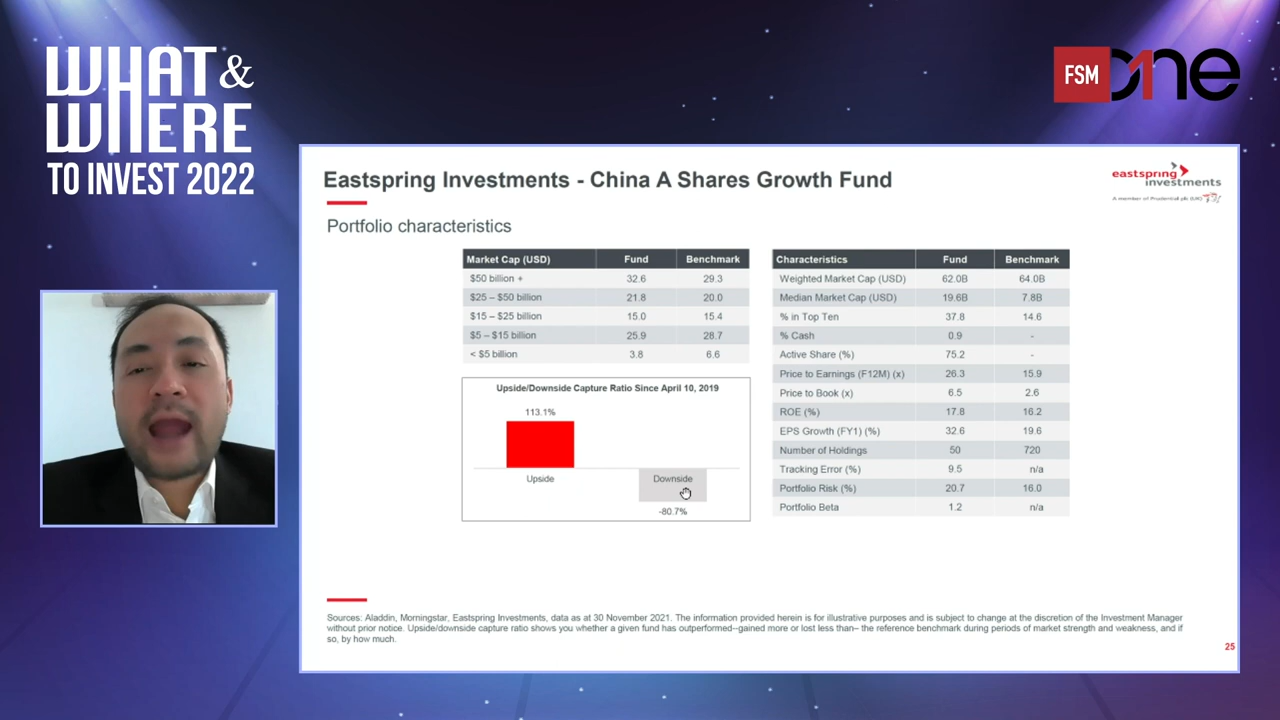 WHAT &
WHERE
TO INVEST 2022
FSM ONE
Eastspring Investments - China A Shares Growth Fund
eastspring
investments
A member of Prudential plc (UK)
Portfolio characteristics
Market Cap (USD) Fund Benchmark
$50 billion + 32.6 29.3
$25 – $50 billion 21.8 20.0
$15 – $25 billion 15.0 15.4
$5 – $15 billion 25.9 28.7
< $5 billion 3.8 6.6
Upside/Downside Capture Ratio Since April 10, 2019
113.1%
Upside
Downside
-80.7%
Characteristics Fund Benchmark
Weighted Market Cap (USD) 62.0B 64.0B
Median Market Cap (USD) 19.6B 7.8B
% in Top Ten 37.8 14.6
% Cash 0.9 -
Active Share (%) 75.2 -
Price to Earnings (F12M) (x) 26.3 15.9
Price to Book (x) 6.5 2.6
ROE (%) 17.8 16.2
EPS Growth (FY1) (%) 32.6 19.6
Number of Holdings 50 720
Tracking Error (%) 9.5 n/a
Portfolio Risk (%) 20.7 16.0
Portfolio Beta 1.2 n/a
Sources: Aladdin, Morningstar, Eastspring Investments, data as at 30 November 2021. The information provided herein is for illustrative purposes and is subject to change at the discretion of the Investment Manager
without prior notice. Upside/downside capture ratio shows you whether a given fund has outperformed--gained more or lost less than-- the reference benchmark during periods of market strength and weakness, and if
so, by how much.
25